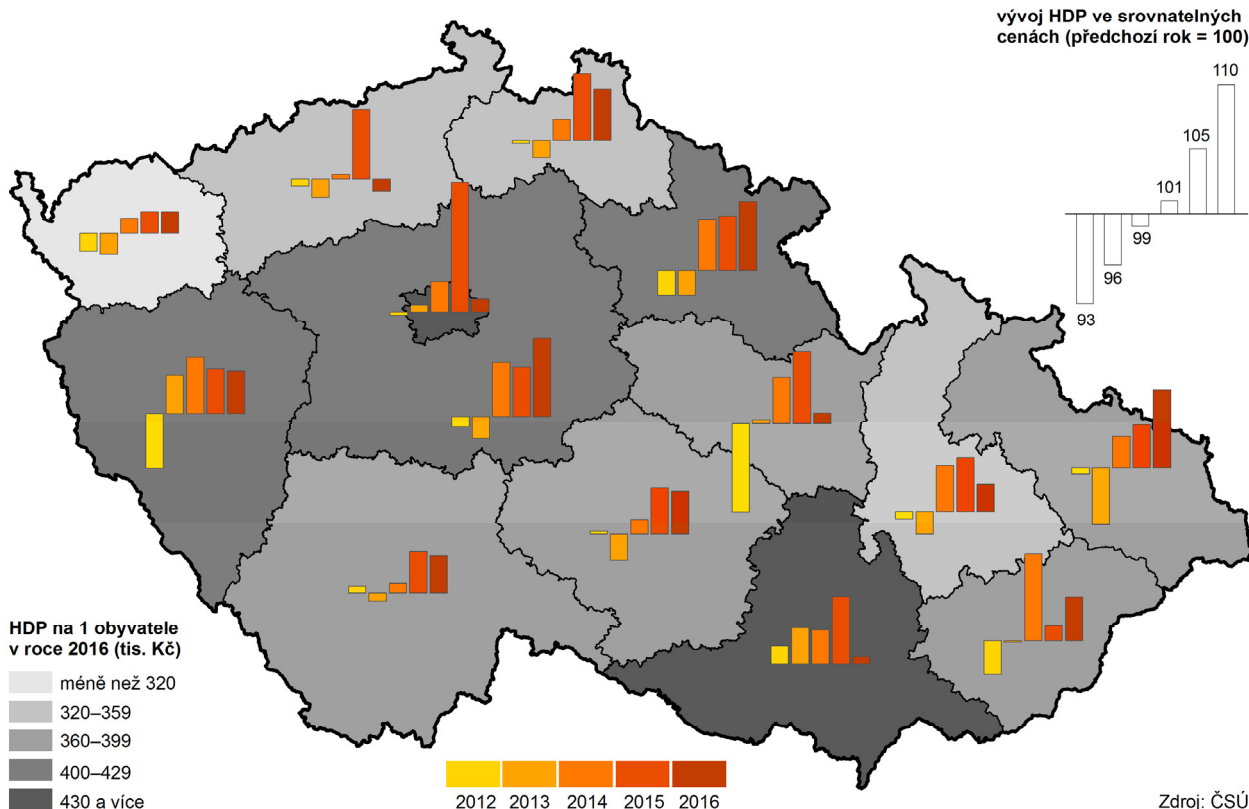 vývoj HDP ve srovnatelných
cenách (předchozí rok = 100)
110
105
101
99
96
93
HDP na 1 obyvatele
v roce 2016 (tis. Kč)
méně než 320
320–359
360–399
400–429
430 a více
2012 2013 2014 2015 2016
Zdroj: ČSÚ